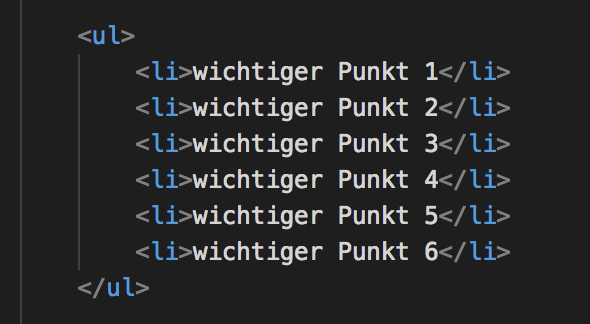 <ul>
<li>wichtiger Punkt 1</li>
<li>wichtiger Punkt 2</li>
<li>wichtiger Punkt 3</li>
<li>wichtiger Punkt 4</li>
<li>wichtiger Punkt 5</li>
<li>wichtiger Punkt 6</li>
</ul>